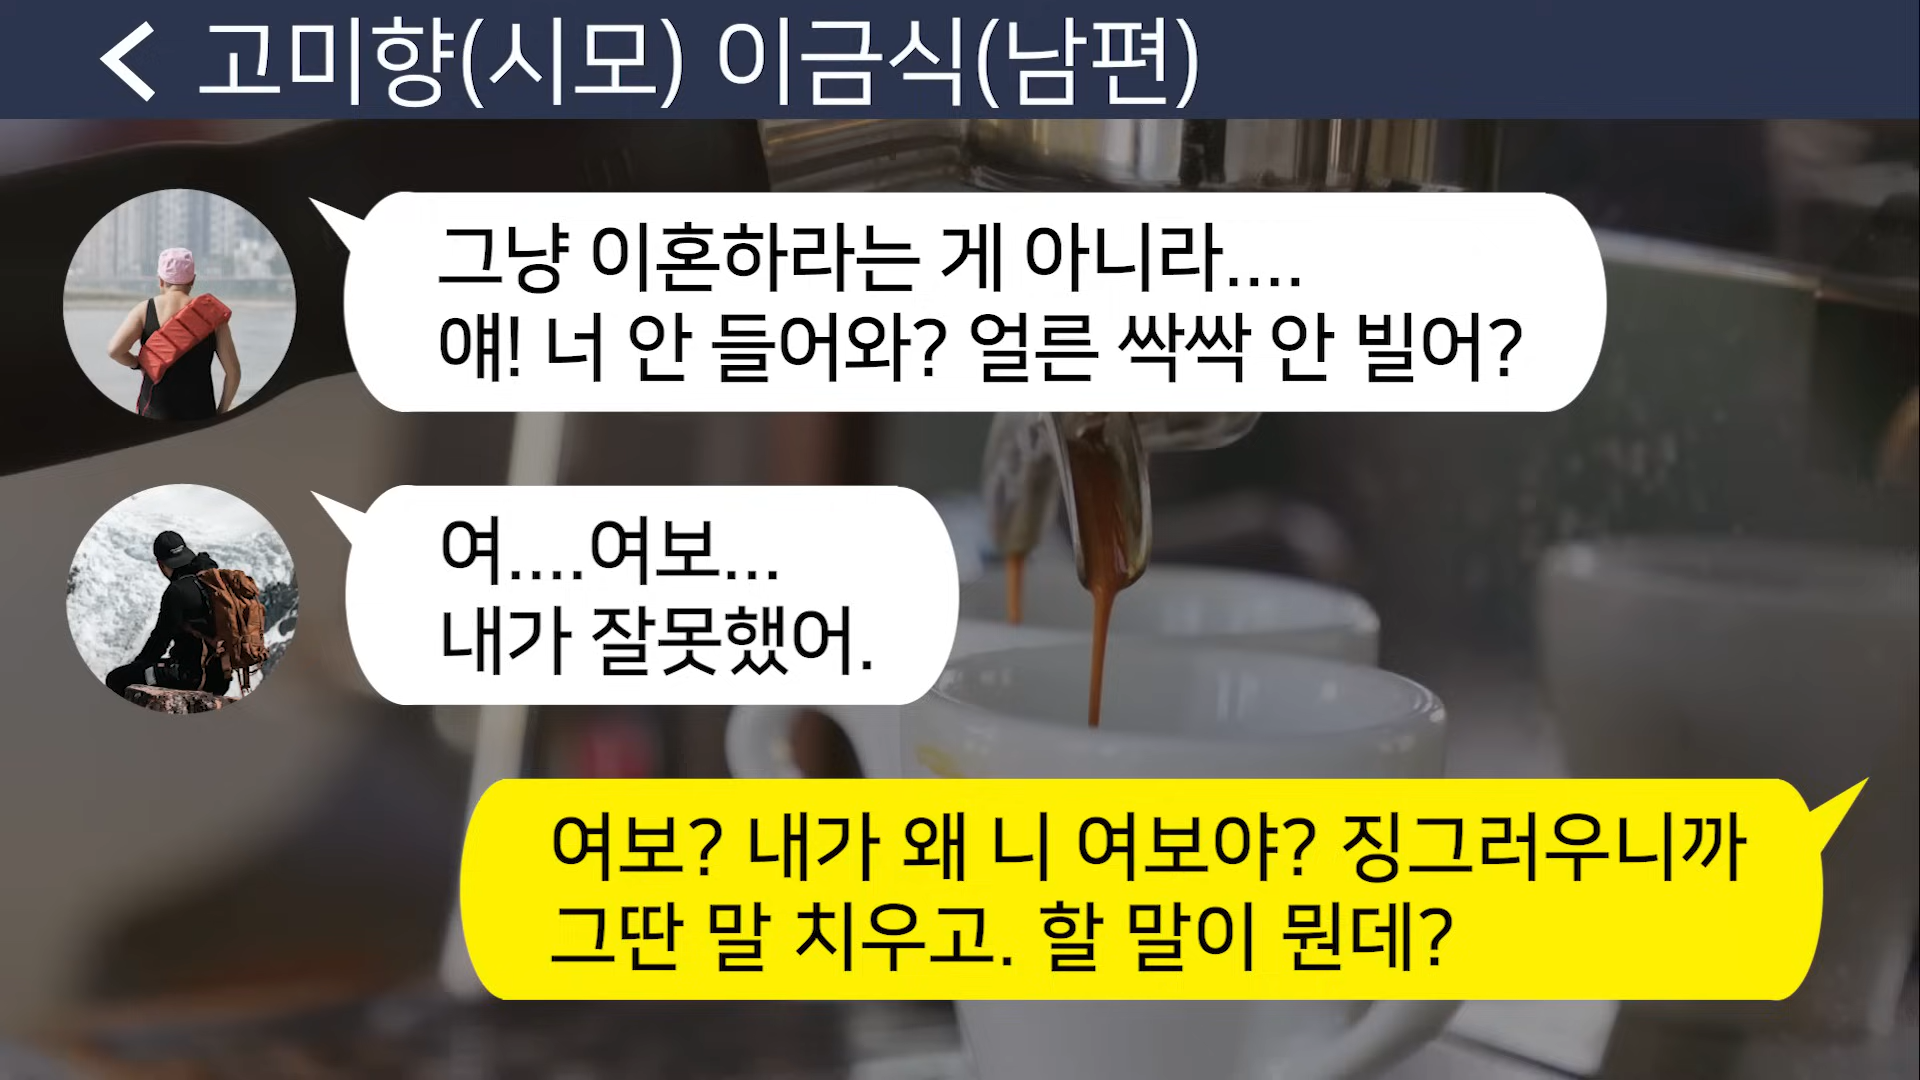 고미향(시모) 이금식(남편)
그냥 이혼하라는 게 아니라....
얘! 너 안 들어와? 얼른 싹싹 안 빌어?
여....여보...
내가 잘못했어.
여보? 내가 왜 니 여보야? 징그러우니까
그딴 말 치우고. 할 말이 뭔데?